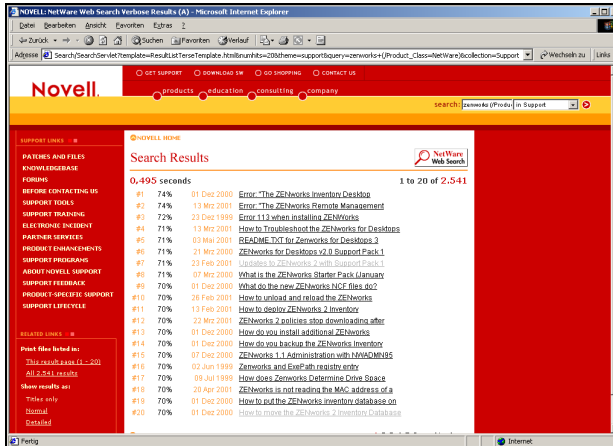 NOVELL: NetWare Web Search Verbose Results (A) - Microsoft Internet Explorer
Datei Bearbeiten Ansicht Favoriten Extras ?
Zurück Suchen Favoriten Verlauf
Adresse Search/SearchServlet?template=ResultListTerseTemplate.html&numhits=20&theme=support&query=zenworks+(/Product_Class=NetWare)&collection=Support Wechseln zu Links
GET SUPPORT DOWNLOAD SW GO SHOPPING CONTACT US
Novell.
products education consulting company
search: zenworks (/Produ in Support
SUPPORT LINKS
PATCHES AND FILES
KNOWLEDGEBASE
FORUMS
BEFORE CONTACTING US
SUPPORT TOOLS
SUPPORT TRAINING
ELECTRONIC INCIDENT
PARTNER SERVICES
PRODUCT ENHANCEMENTS
SUPPORT PROGRAMS
ABOUT NOVELL SUPPORT
SUPPORT FEEDBACK
PRODUCT-SPECIFIC SUPPORT
SUPPORT LIFECYCLE
RELATED LINKS
Print files listed in:
This result page (1 - 20)
All 2.541 results
Show results as:
Titles only
Normal
Detailed
NOVELL HOME
Search Results
NetWare
Web Search
0,495 seconds 1 to 20 of 2.541
#1 74% 01 Dez 2000 Error: "The ZENworks Inventory Desktop
#2 74% 13 Mrz 2001 Error: "The ZENworks Remote Management
#3 72% 23 Dez 1999 Error 113 when installing ZENWorks
#4 71% 13 Mrz 2001 How to Troubleshoot the ZENworks for Desktops
#5 71% 03 Mai 2001 README.TXT for Zenworks for Desktops 3
#6 71% 21 Mrz 2000 ZENworks for Desktops v2.0 Support Pack 1
#7 71% 23 Feb 2001 Updates to ZENworks 2 with Support Pack 1
#8 71% 07 Mrz 2000 What is the ZENworks Starter Pack (January
#9 70% 01 Dez 2000 What do the new ZENworks NCF files do?
#10 70% 26 Feb 2001 How to unload and reload the ZENworks
#11 70% 13 Feb 2001 How to deploy ZENworks 2 Inventory
#12 70% 22 Mrz 2001 ZENworks 2 policies stop downloading after
#13 70% 01 Dez 2000 How do you install additional ZENworks
#14 70% 01 Dez 2000 How do you backup the ZENworks Inventory
#15 70% 07 Dez 2000 ZENworks 1.1 Administration with NWADMN95
#16 70% 02 Jun 1999 Zenworks and ExePath registry entry
#17 70% 09 Jul 1999 How does Zenworks Determine Drive Space
#18 70% 20 Apr 2001 ZENworks is not reading the MAC address of a
#19 70% 01 Dez 2000 How to put the ZENworks inventory database on
#20 70% 01 Dez 2000 How to move the ZENworks 2 Inventory Database
Fertig Internet